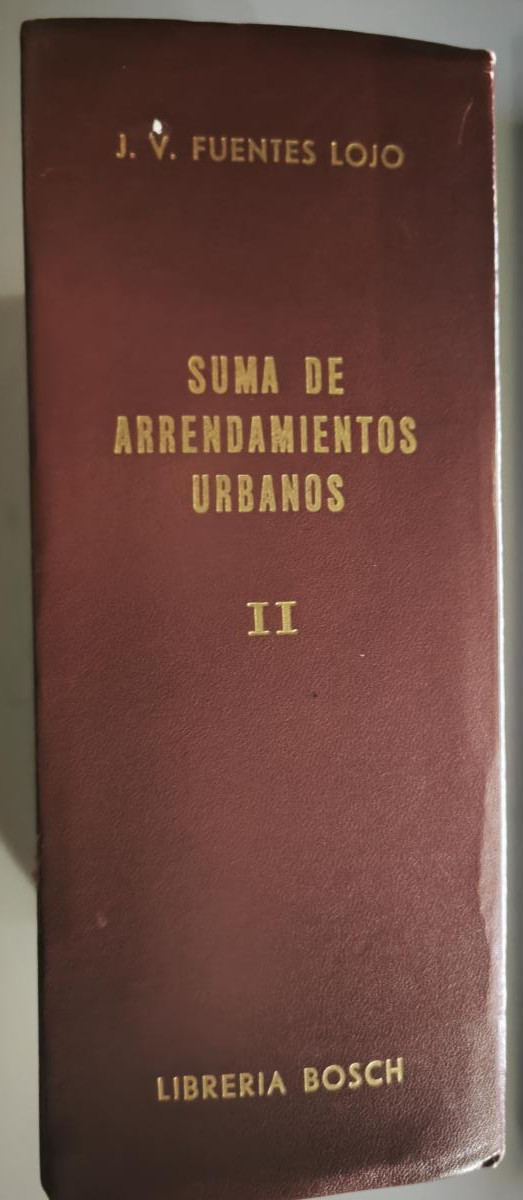 J. V. FUENTES LOJO
SUMA DE
ARRENDAMIENTOS
URBANOS
II
LIBRERIA BOSCH